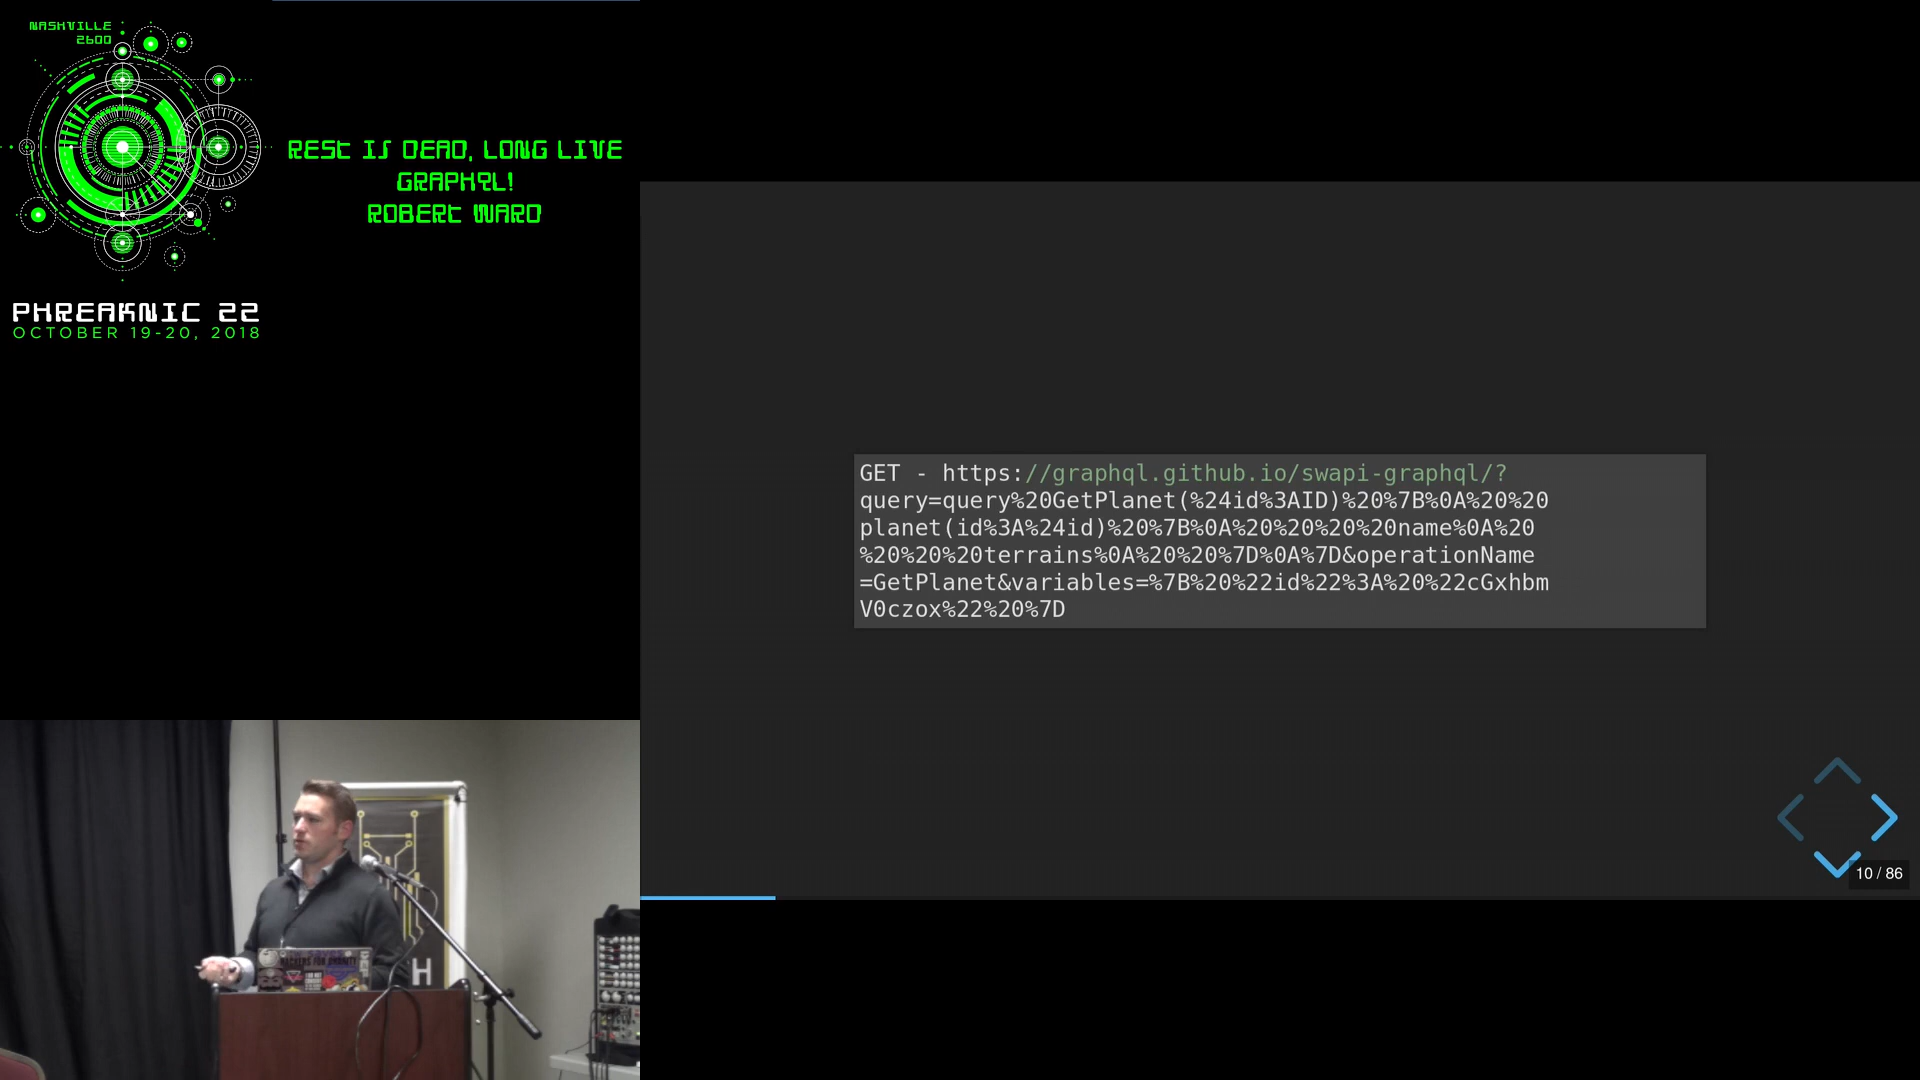 NASHVILLE
2600
PHREAKNIC 22
OCTOBER 19-20, 2018
REST IS DEAD, LONG LIVE
GRAPHQL!
ROBERT WARD
GET - https://graphql.github.io/swapi-graphql/?
query=query%20GetPlanet(%24id%3AID)%20%7B%0A%20%20
planet(id%3A%24id)%20%7B%0A%20%20%20%20name%0A%20
%20%20%20terrains%0A%20%20%7D%0A%7D&operationName
=GetPlanet&variables=%7B%20%22id%22%3A%20%22cGxhbm
V0czox%22%20%7D
10 / 86
HACKERS FOR CHARITY
H